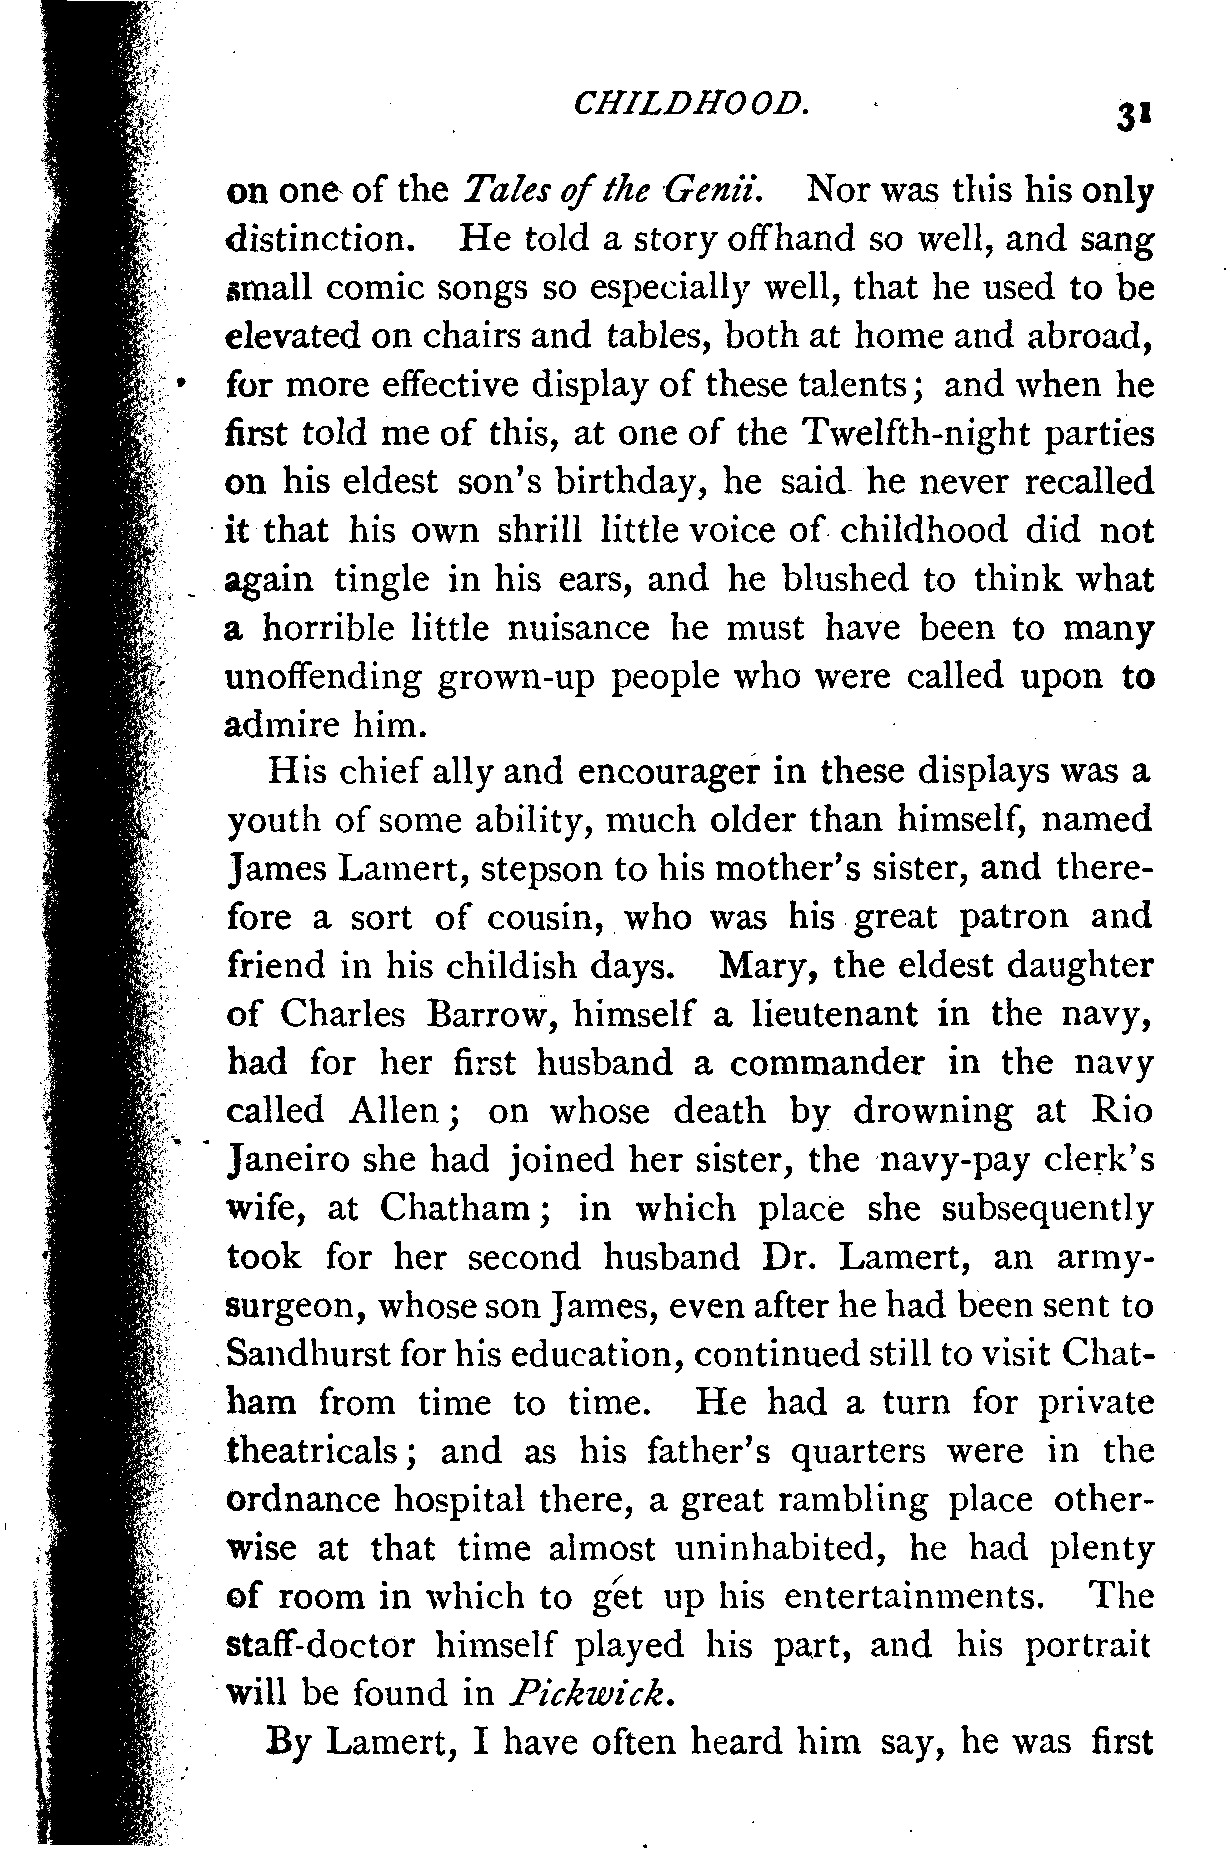 CHILDHOOD.
31
on one of the Tales of the Genii. Nor was this his only
distinction. He told a story offhand so well, and sang
small comic songs so especially well, that he used to be
elevated on chairs and tables, both at home and abroad,
for more effective display of these talents; and when he
first told me of this, at one of the Twelfth-night parties
on his eldest son's birthday, he said he never recalled
it that his own shrill little voice of childhood did not
again tingle in his ears, and he blushed to think what
a horrible little nuisance he must have been to many
unoffending grown-up people who were called upon to
admire him.
His chief ally and encourager in these displays was a
youth of some ability, much older than himself, named
James Lamert, stepson to his mother's sister, and there-
fore a sort of cousin, who was his great patron and
friend in his childish days. Mary, the eldest daughter
of Charles Barrow, himself a lieutenant in the navy,
had for her first husband a commander in the navy
called Allen; on whose death by drowning at Rio
Janeiro she had joined her sister, the navy-pay clerk's
wife, at Chatham; in which place she subsequently
took for her second husband Dr. Lamert, an army-
surgeon, whose son James, even after he had been sent to
Sandhurst for his education, continued still to visit Chat-
ham from time to time. He had a turn for private
theatricals; and as his father's quarters were in the
ordnance hospital there, a great rambling place other-
wise at that time almost uninhabited, he had plenty
of room in which to get up his entertainments. The
staff-doctor himself played his part, and his portrait
will be found in Pickwick.
By Lamert, I have often heard him say, he was first